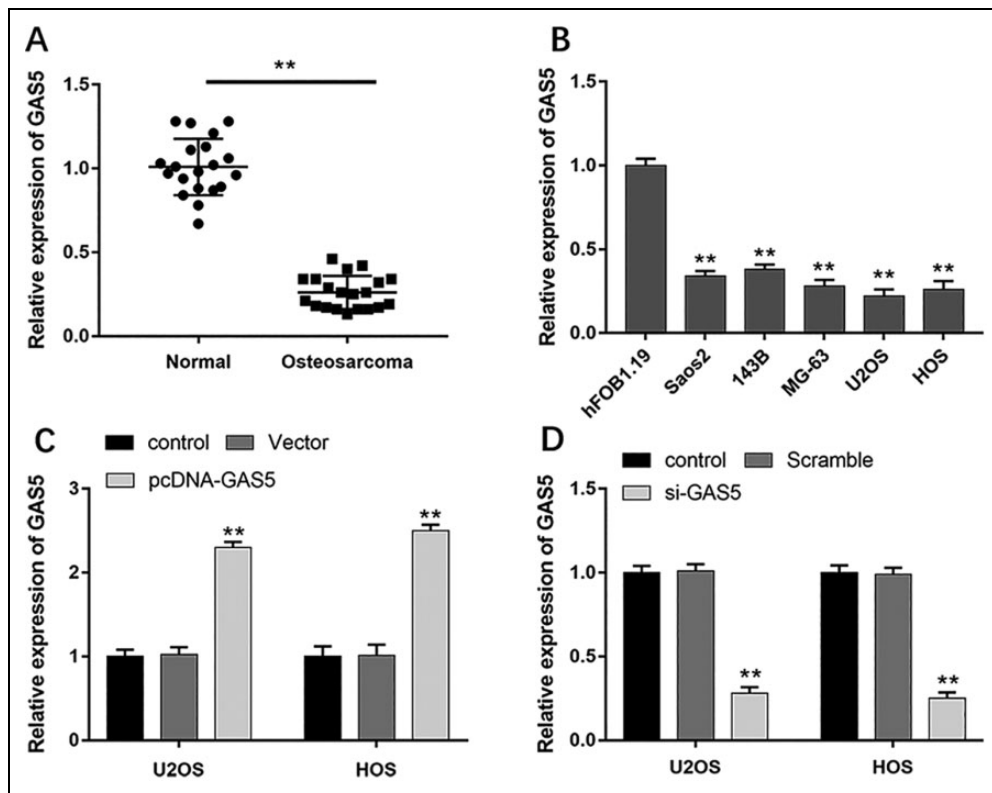 A
Relative expression of GAS5
**
1.5
1.0
0.5
0.0
Normal Osteosarcoma
B
Relative expression of GAS5
1.5
1.0
0.5
0.0
** ** ** ** **
hFOB1.19 Saos2 143B MG-63 U2OS HOS
C
control Vector
pcDNA-GAS5
Relative expression of GAS5
3
2
1
0
** **
U2OS HOS
D
control Scramble
si-GAS5
Relative expression of GAS5
1.5
1.0
0.5
0.0
** **
U2OS HOS